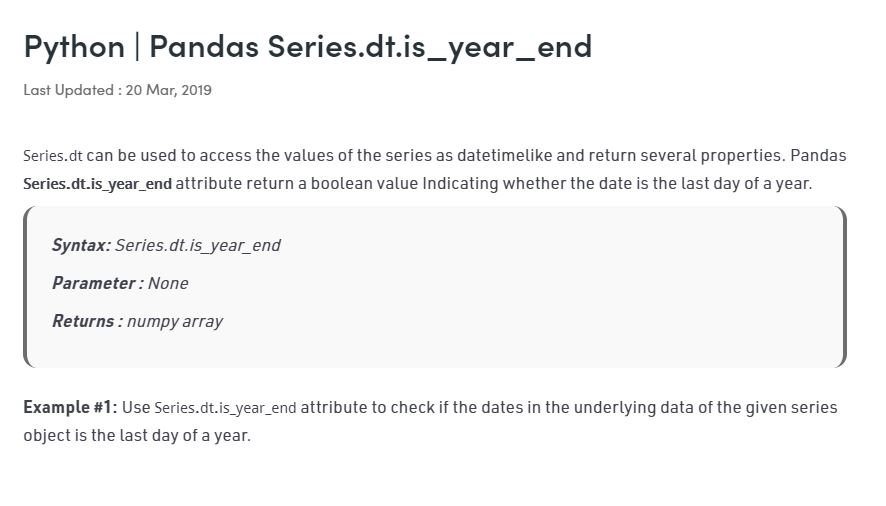 Python | Pandas Series.dt.is_year_end
Last Updated : 20 Mar, 2019
Series.dt can be used to access the values of the series as datetimelike and return several properties. Pandas
Series.dt.is_year_end attribute return a boolean value Indicating whether the date is the last day of a year.
Syntax: Series.dt.is_year_end
Parameter : None
Returns : numpy array
Example #1: Use Series.dt.is_year_end attribute to check if the dates in the underlying data of the given series
object is the last day of a year.